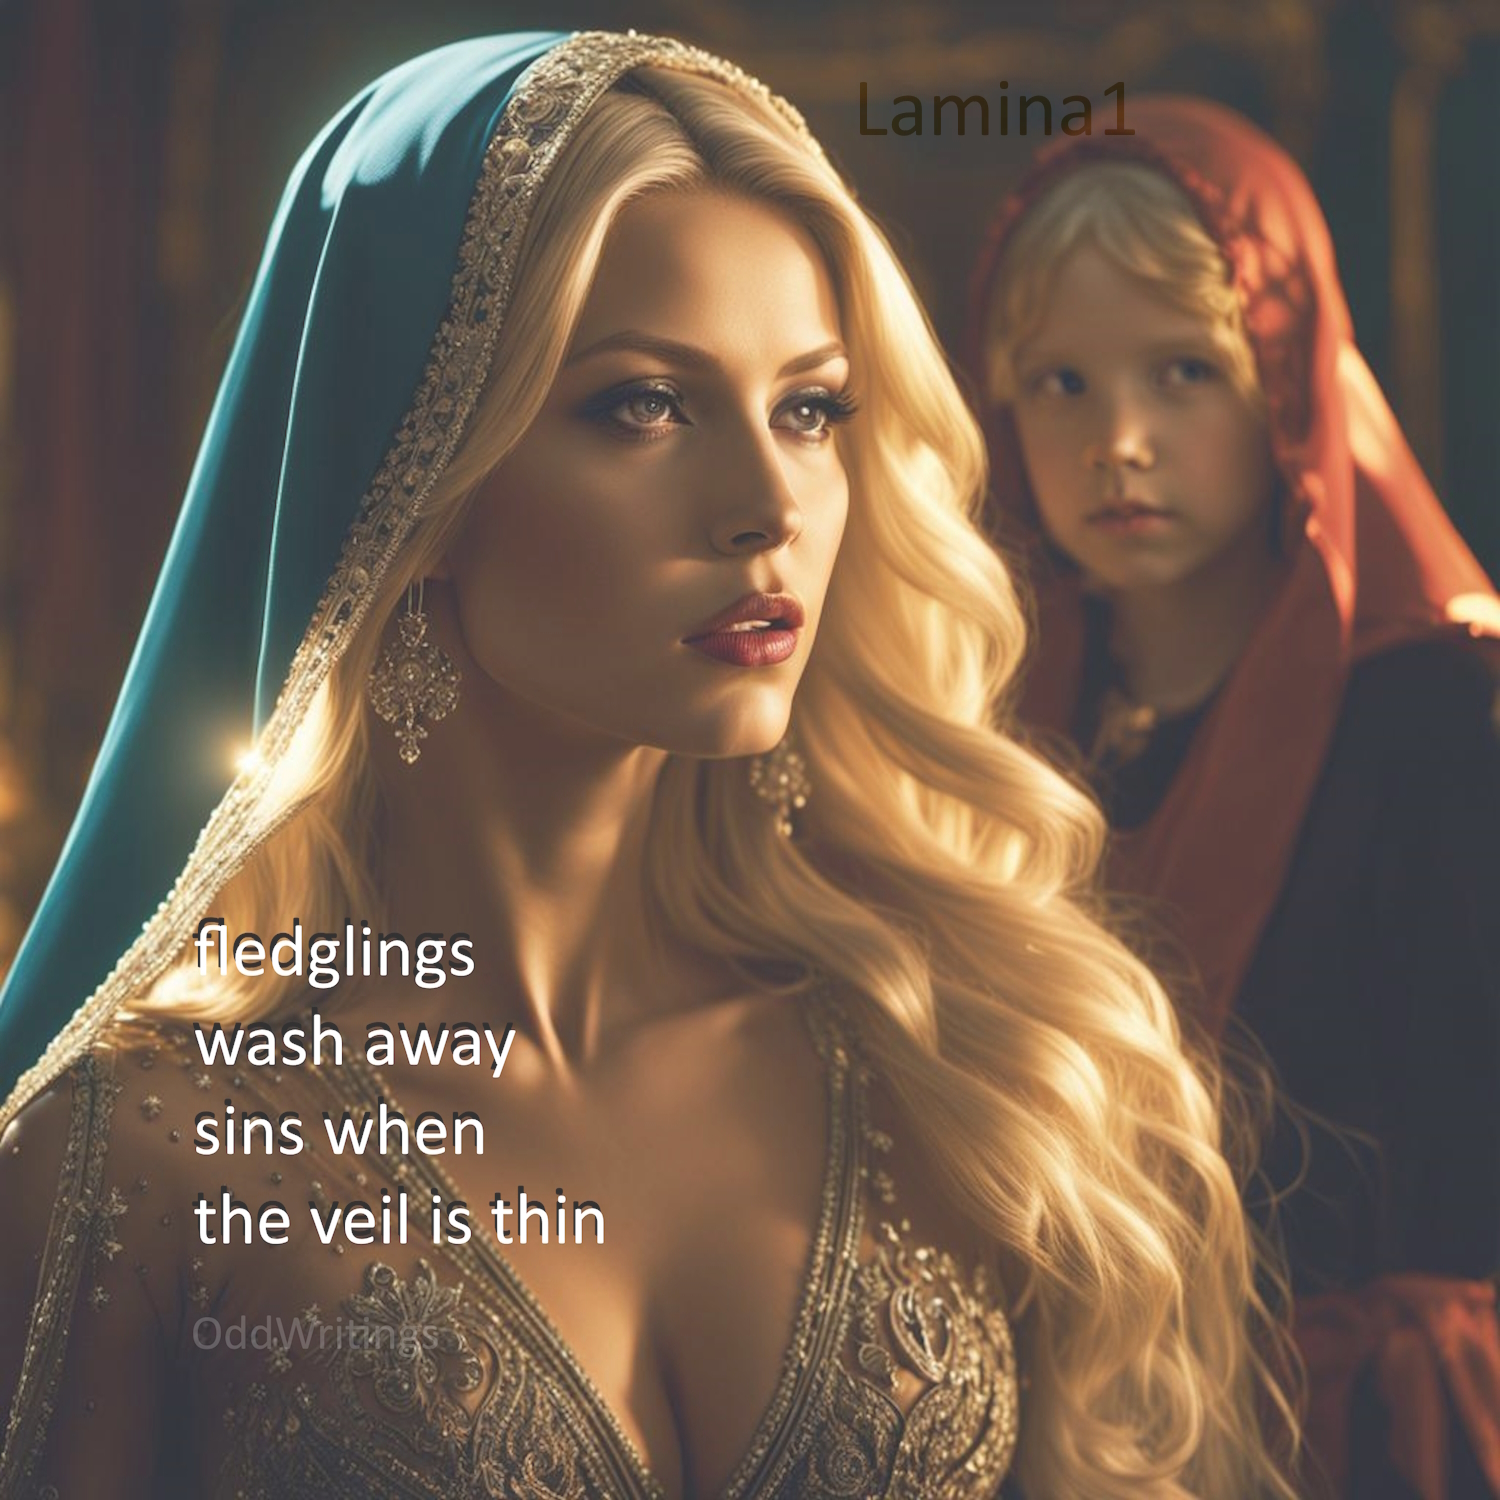 Lamina1
fledglings
wash away
sins when
the veil is thin
OddWritings